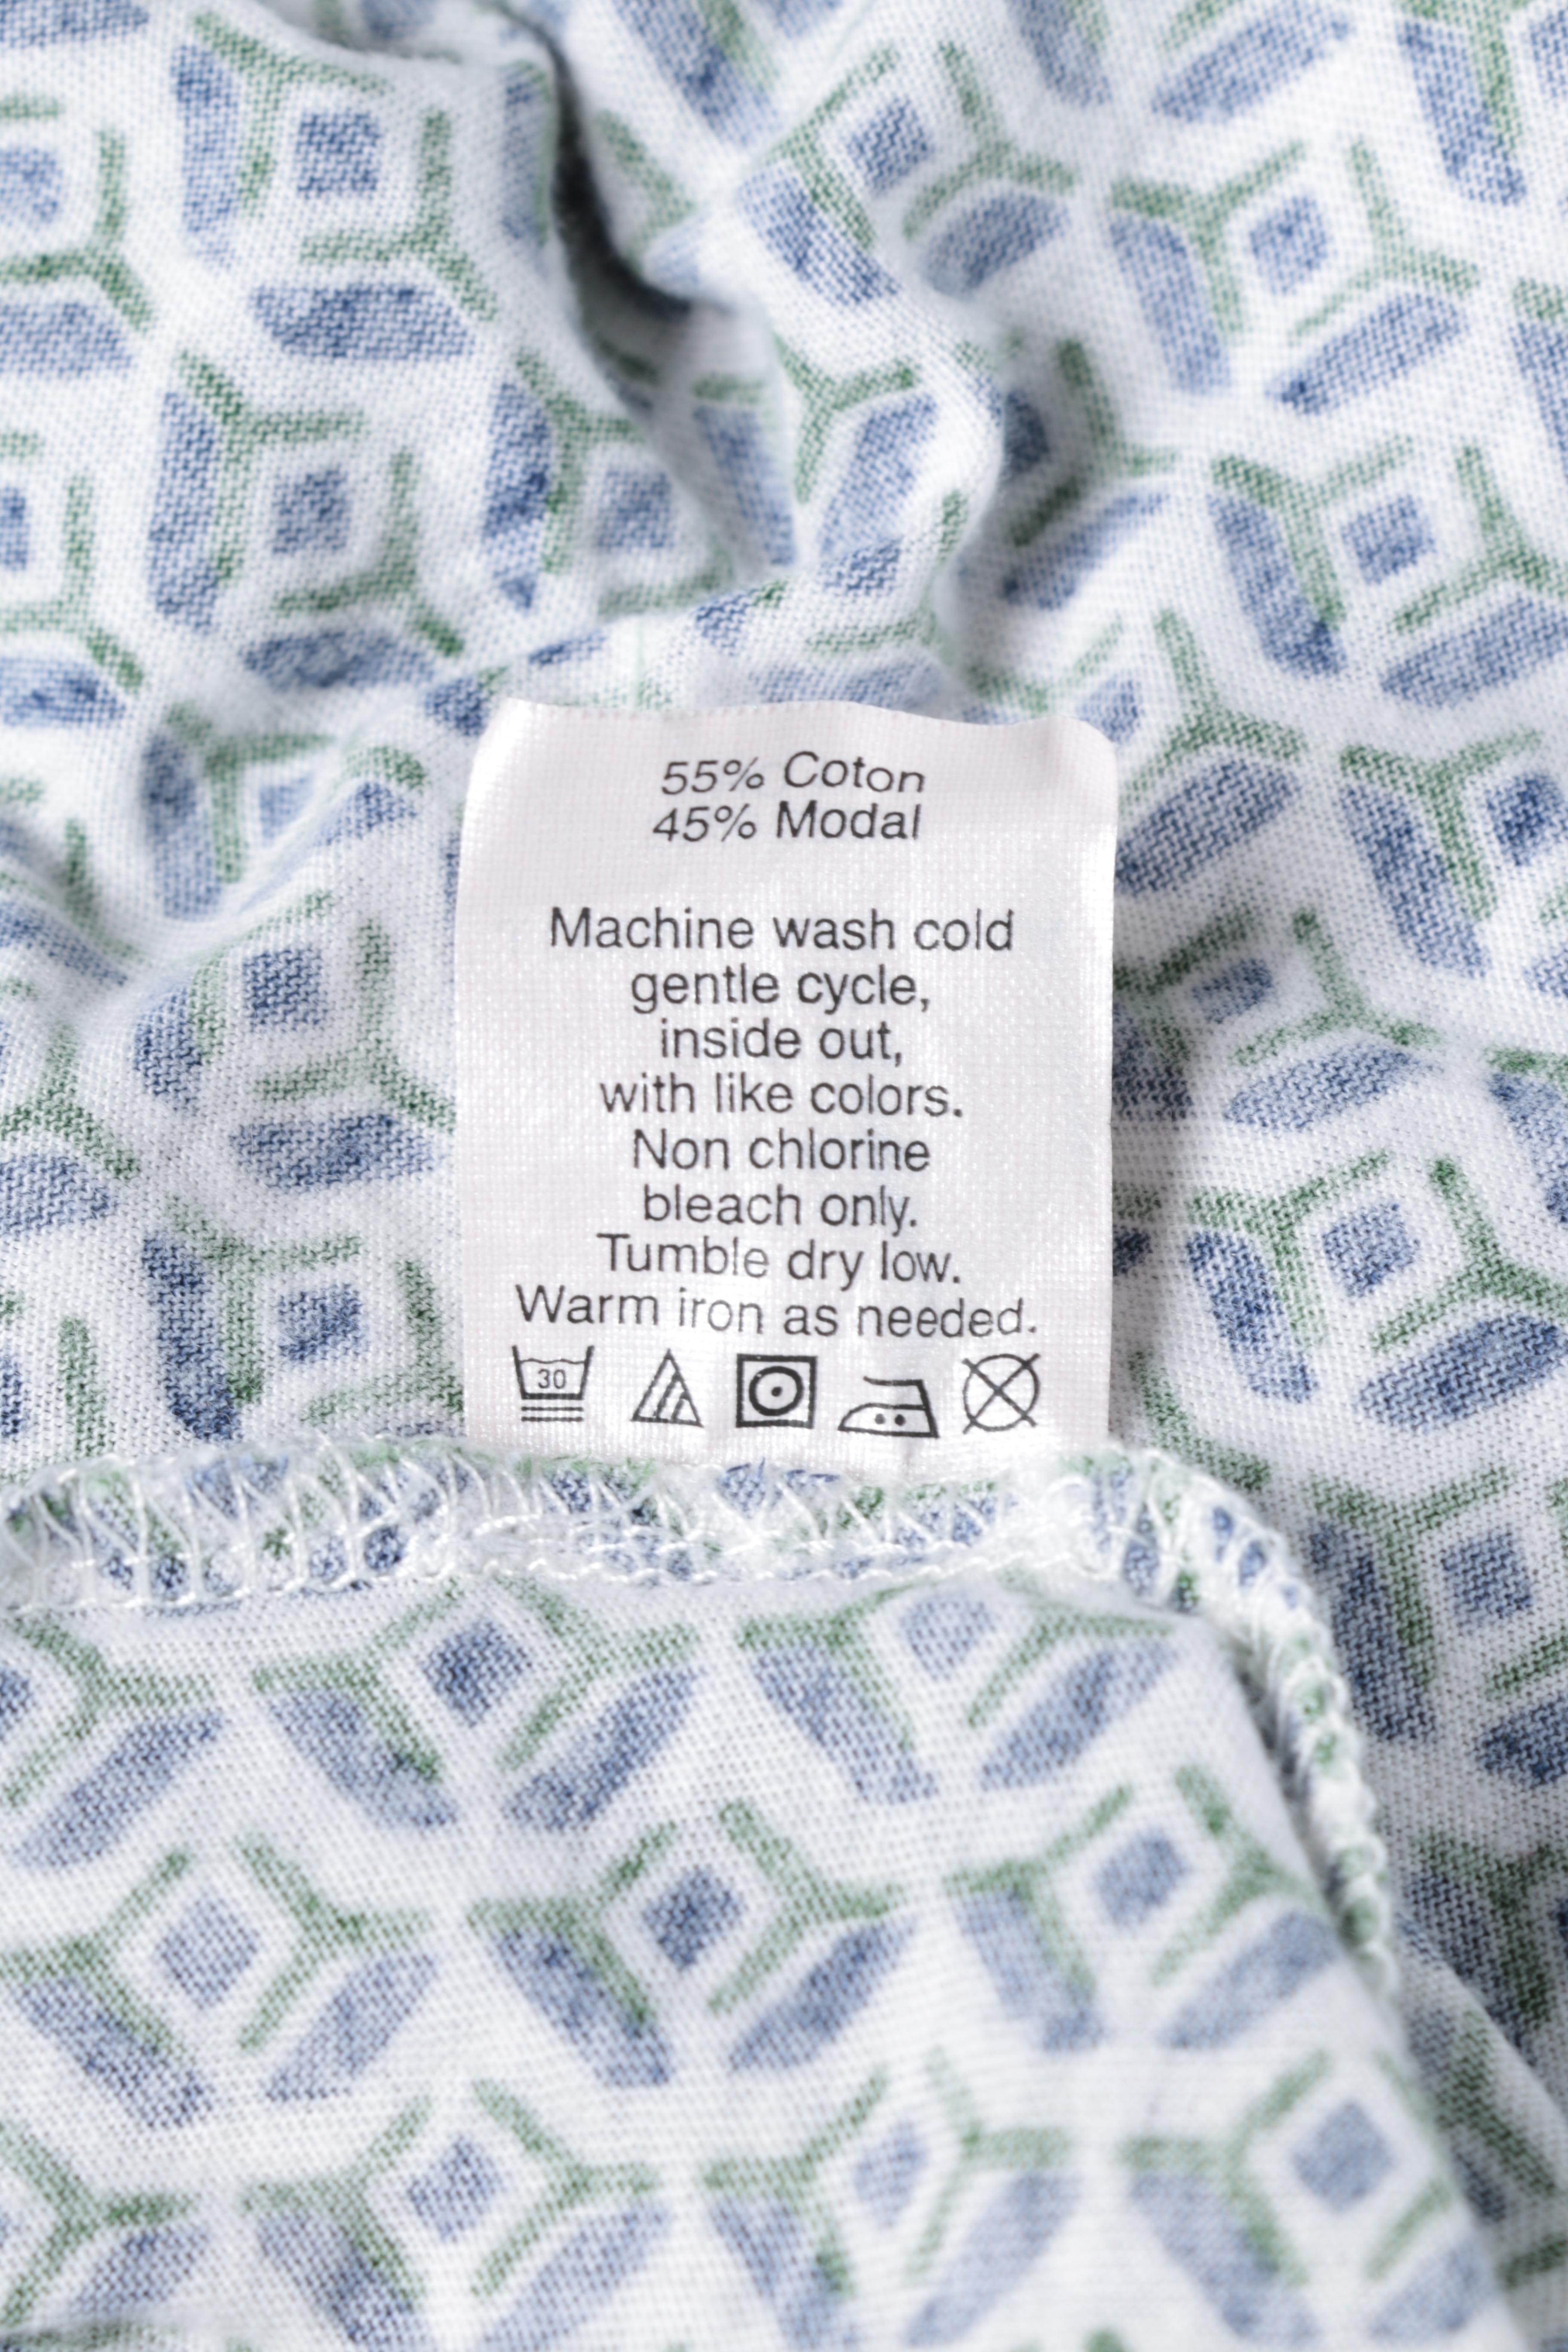 55% Coton
45% Modal
Machine wash cold
gentle cycle,
inside out,
with like colors.
Non chlorine
bleach only.
Tumble dry low.
Warm iron as needed.
30